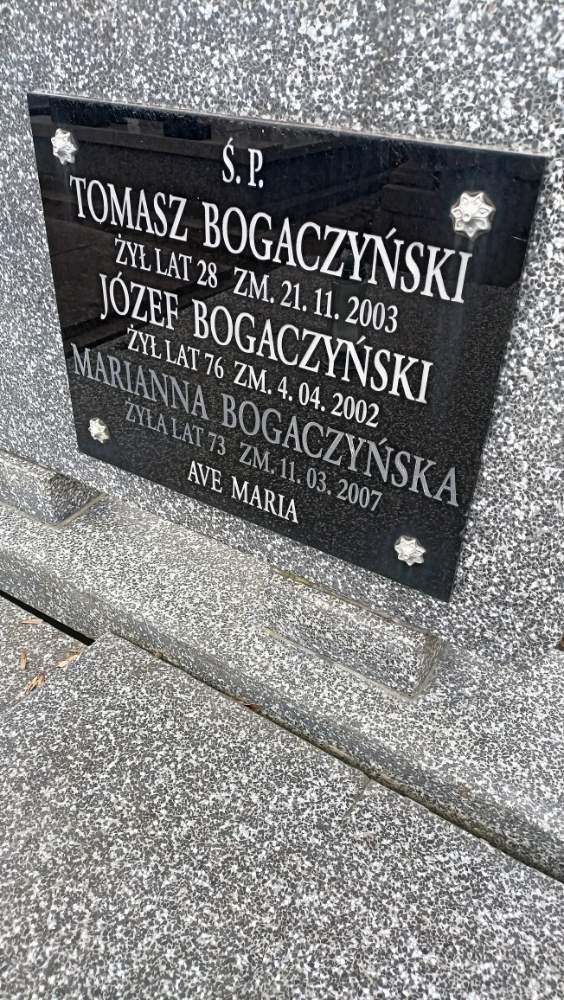 Ś. P.
TOMASZ BOGACZYŃSKI
ŻYŁ LAT 28 ZM. 21. 11. 2003
JÓZEF BOGACZYŃSKI
ŻYŁ LAT 76 ZM. 4. 04. 2002
MARIANNA BOGACZYŃSKA
ŻYŁA LAT 73 ZM. 11. 03. 2007
AVE MARIA